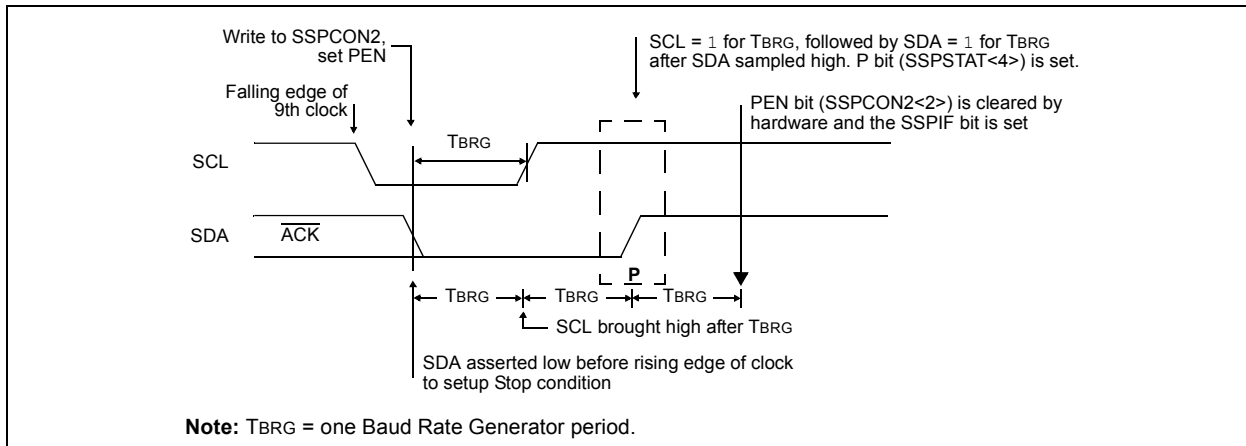 Write to SSPCON2,
set PEN
SCL = 1 for TBRG, followed by SDA = 1 for TBRG
after SDA sampled high. P bit (SSPSTAT<4>) is set.
Falling edge of
9th clock
PEN bit (SSPCON2<2>) is cleared by
hardware and the SSPIF bit is set
TBRG
SCL
SDA
ACK
P
TBRG
TBRG
TBRG
SCL brought high after TBRG
SDA asserted low before rising edge of clock
to setup Stop condition
Note: TBRG = one Baud Rate Generator period.